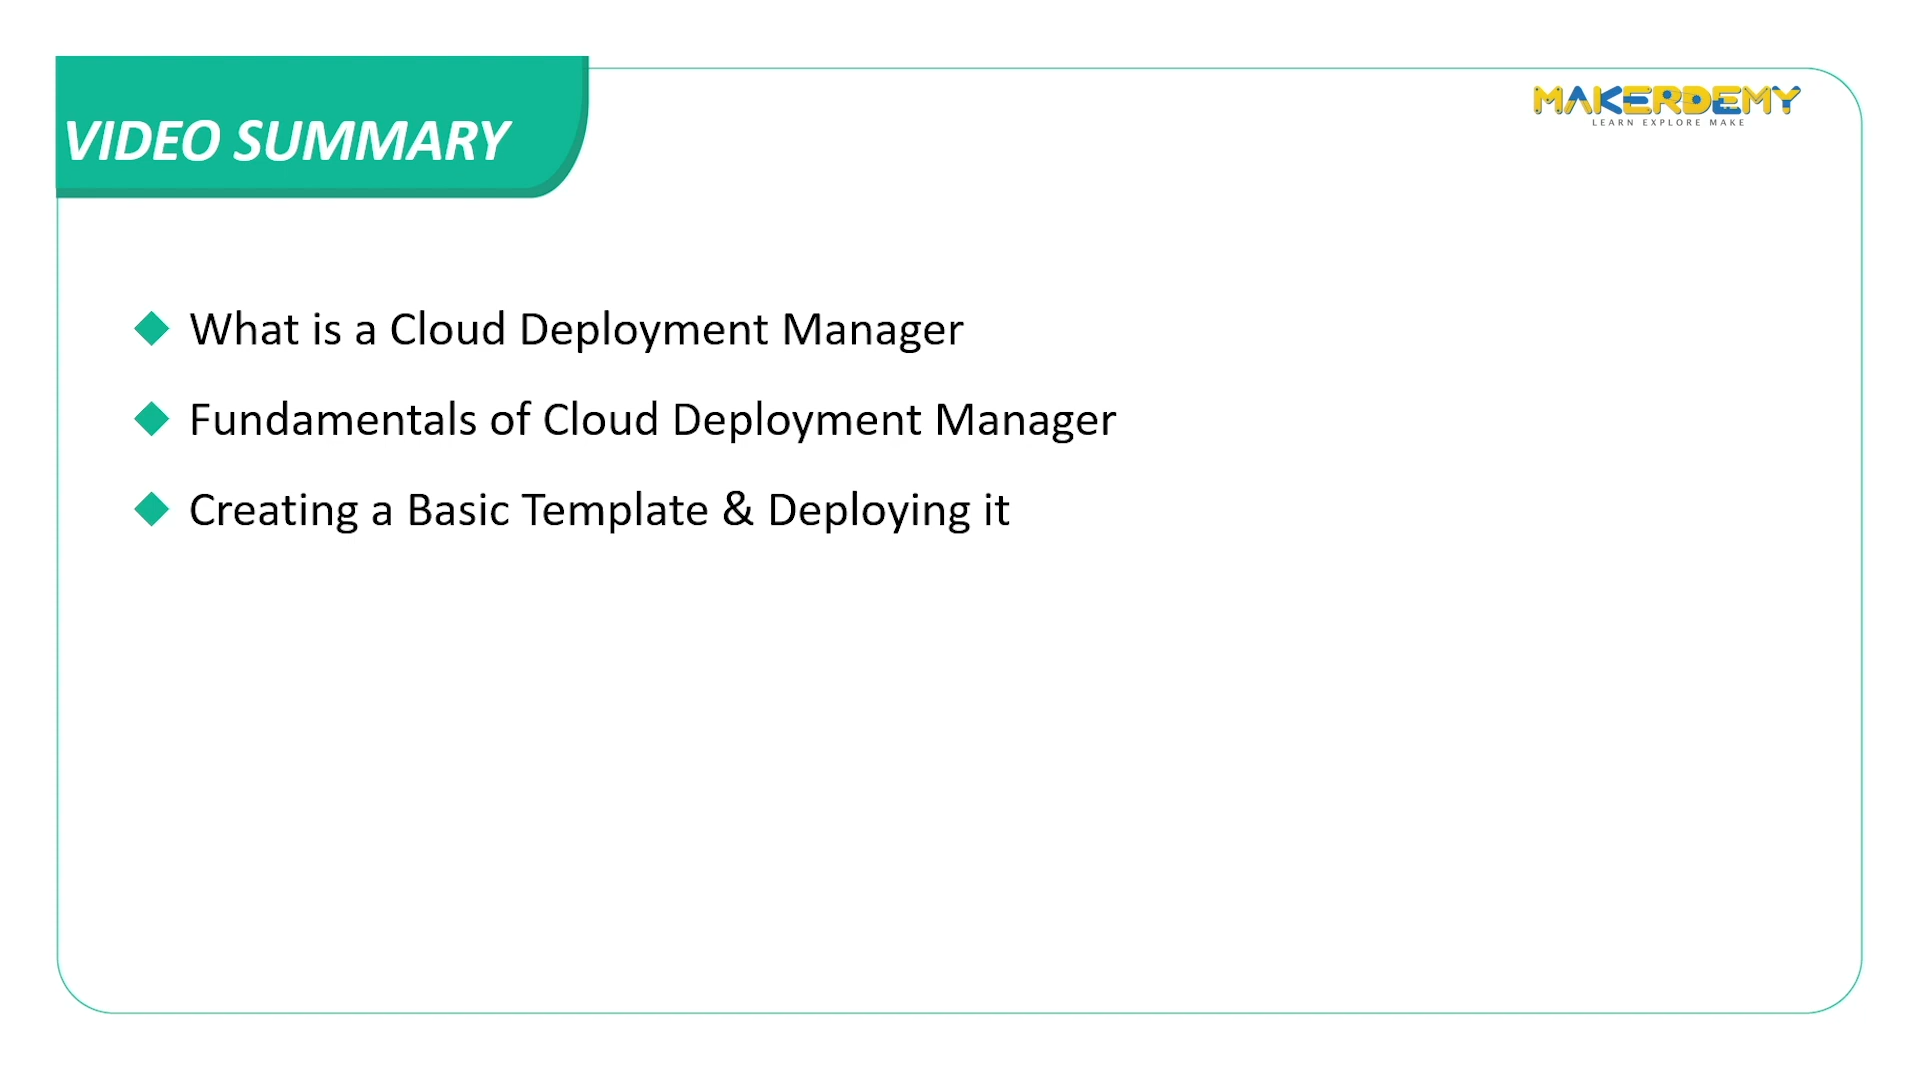 VIDEO SUMMARY
MAKERDEMY
LEARN EXPLORE MAKE
What is a Cloud Deployment Manager
Fundamentals of Cloud Deployment Manager
Creating a Basic Template & Deploying it